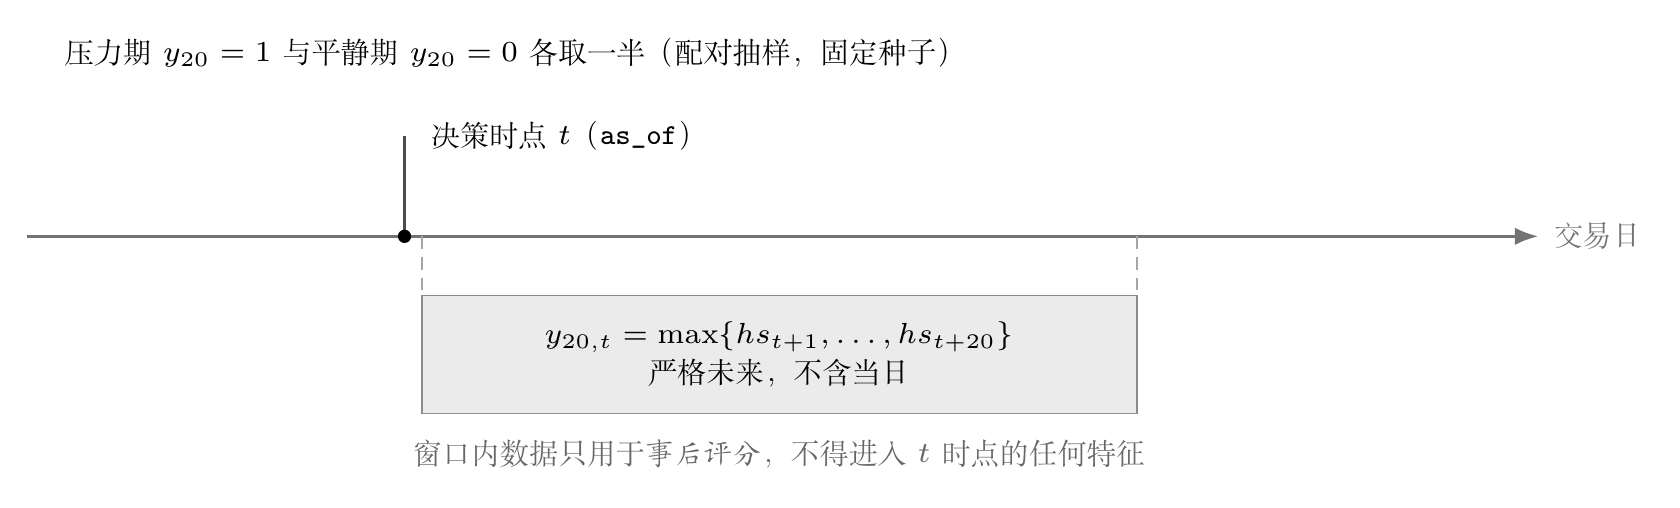 压力期 y₂₀ = 1 与平静期 y₂₀ = 0 各取一半（配对抽样，固定种子）
决策时点 t（as_of）
交易日
y₂₀,ₜ = max{hsₜ₊₁, …, hsₜ₊₂₀}
严格未来，不含当日
窗口内数据只用于事后评分，不得进入 t 时点的任何特征